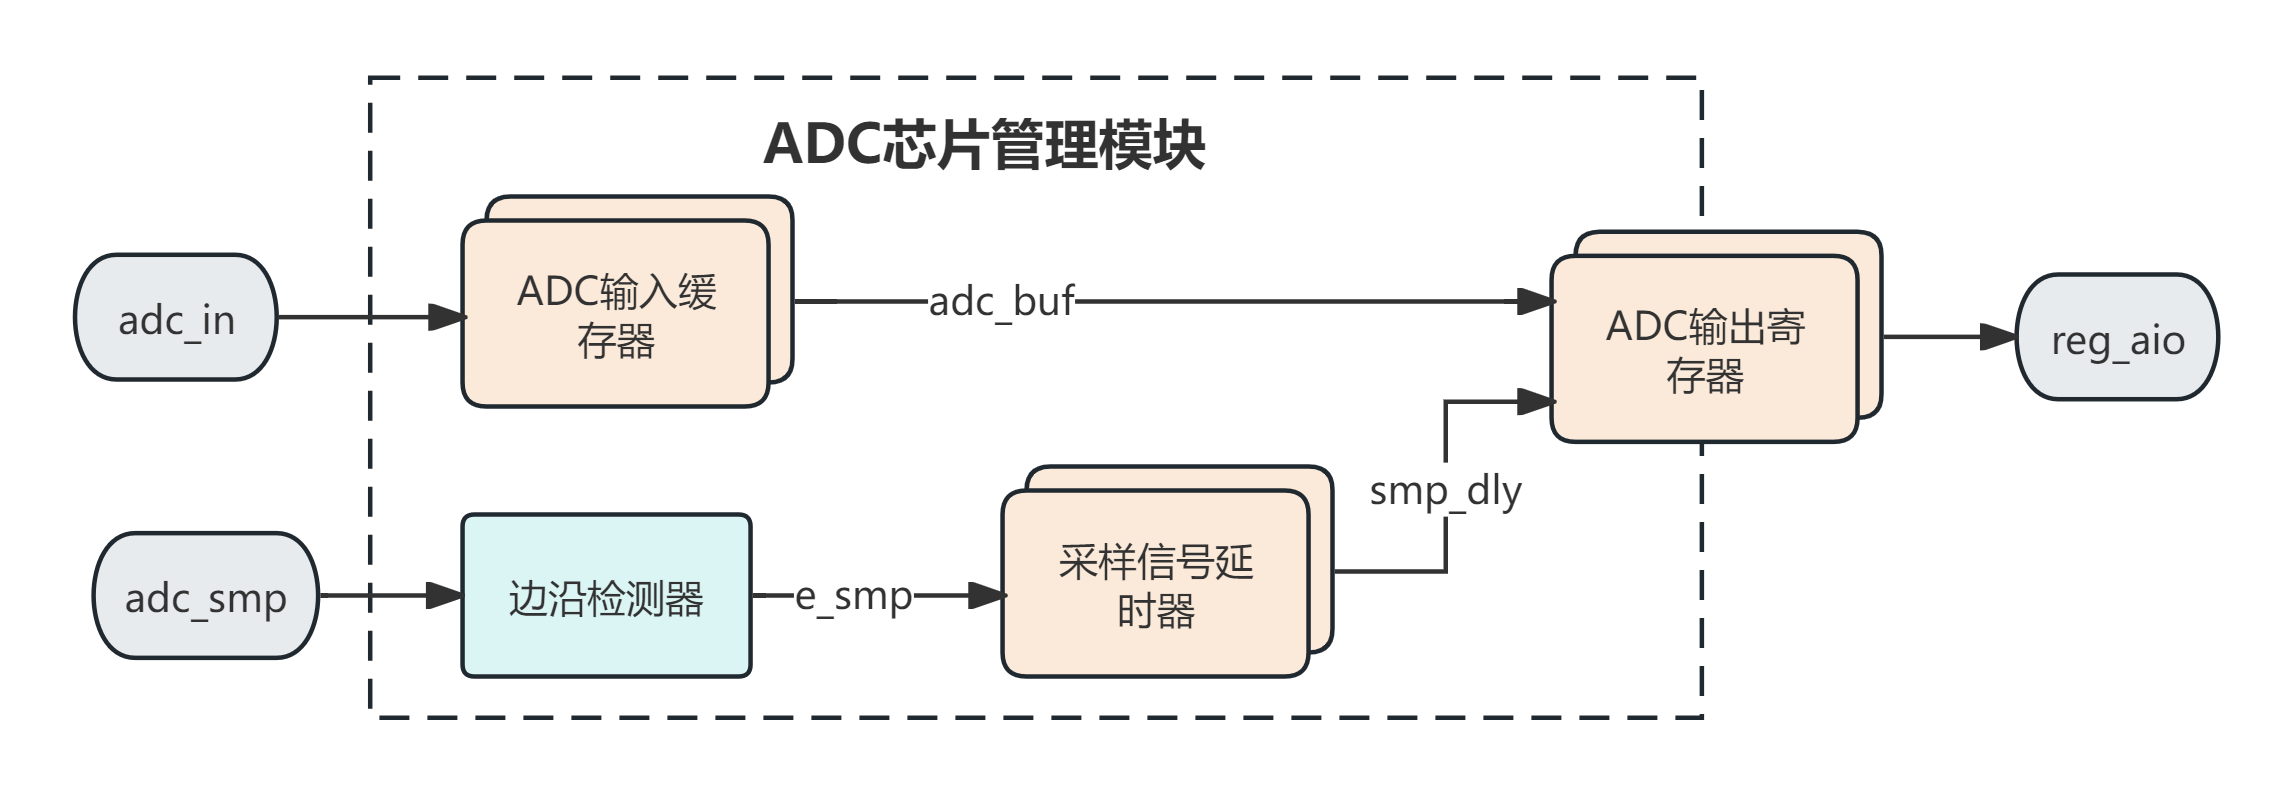 ADC芯片管理模块
adc_in
ADC输入缓
存器
adc_buf
ADC输出寄
存器
reg_aio
adc_smp
边沿检测器
e_smp
采样信号延
时器
smp_dly